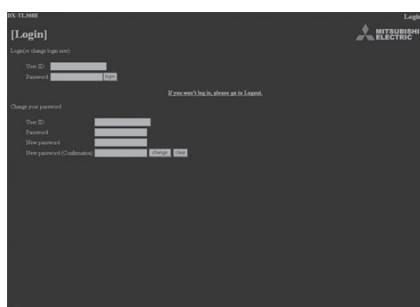 DX-TL308E
Login
[Login]
MITSUBISHI
ELECTRIC
Login(or change login user)
User ID
Password login
If you won't log in, please go to Logout.
Change your password
User ID
Password
New password
New password (Confirmation) change clear